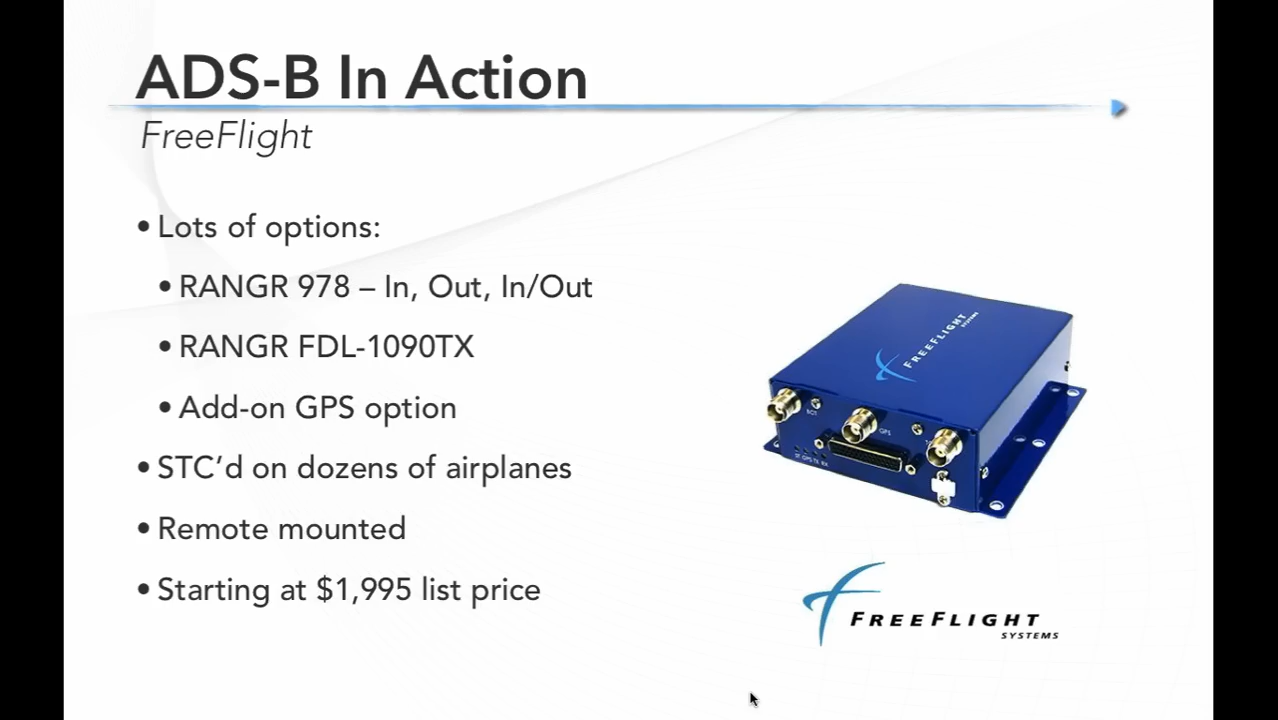 ADS-B In Action
FreeFlight
• Lots of options:
• RANGR 978 – In, Out, In/Out
• RANGR FDL-1090TX
• Add-on GPS option
• STC’d on dozens of airplanes
• Remote mounted
• Starting at $1,995 list price
FREEFLIGHT
SYSTEMS
BOT
GPS
FREEFLIGHT
SYSTEMS